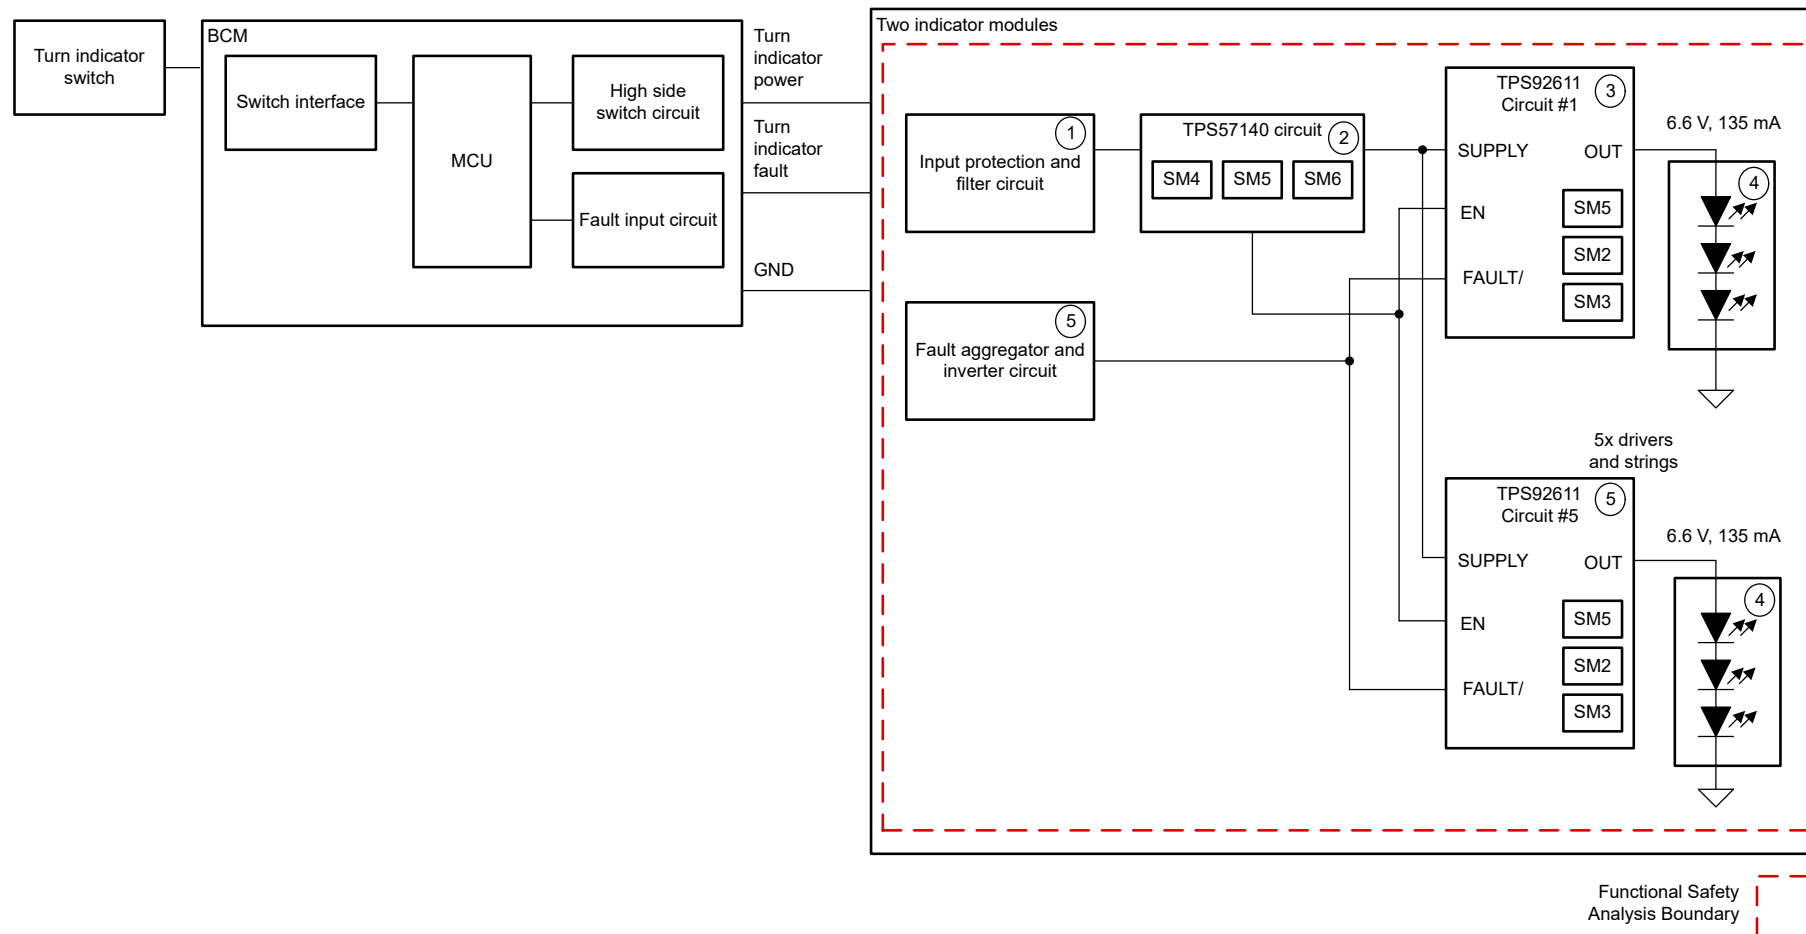 Turn indicator
switch
BCM
Switch interface
MCU
High side
switch circuit
Fault input circuit
Turn
indicator
power
Turn
indicator
fault
GND
Two indicator modules
1
Input protection and
filter circuit
TPS57140 circuit
2
SM4
SM5
SM6
5
Fault aggregator and
inverter circuit
TPS92611
Circuit #1
3
SUPPLY
OUT
EN
FAULT/
SM5
SM2
SM3
6.6 V, 135 mA
4
5x drivers
and strings
TPS92611
Circuit #5
5
SUPPLY
OUT
EN
FAULT/
SM5
SM2
SM3
6.6 V, 135 mA
4
Functional Safety
Analysis Boundary